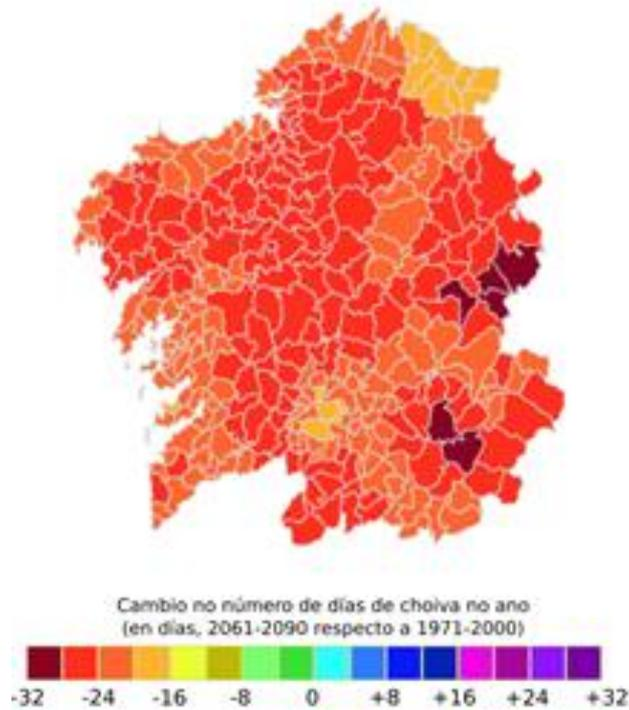 Cambio no número de días de choiva no ano
(en días, 2061-2090 respecto a 1971-2000)
-32 -24 -16 -8 0 +8 +16 +24 +32